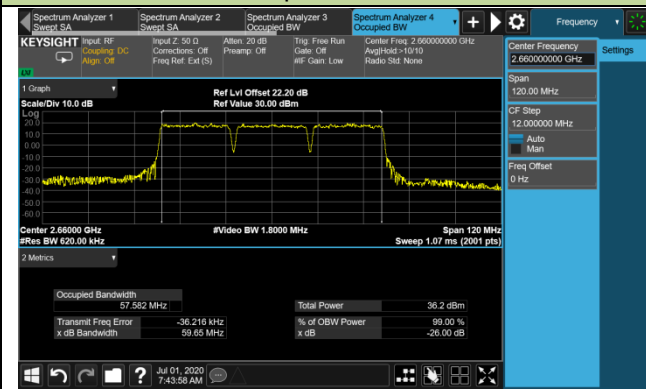 Spectrum Analyzer 1
Swept SA
Spectrum Analyzer 2
Swept SA
Spectrum Analyzer 3
Occupied BW
Spectrum Analyzer 4
Occupied BW
Frequency
KEYSIGHT
Input: RF
Coupling: DC
Align: Off
Input Z: 50 Ω
Corrections: Off
Freq Ref: Ext (S)
Atten: 20 dB
Preamp: Off
Trig: Free Run
Gate: Off
#IF Gain: Low
Center Freq: 2.660000000 GHz
Avg|Hold:>10/10
Radio Std: None
Center Frequency
2.660000000 GHz
Settings
Span
120.00 MHz
CF Step
12.000000 MHz
Auto
Man
Freq Offset
0 Hz
1 Graph
Scale/Div 10.0 dB
Ref Lvl Offset 22.20 dB
Ref Value 30.00 dBm
Log
20.0
10.0
0.00
-10.0
-20.0
-30.0
-40.0
-50.0
-60.0
Center 2.66000 GHz
#Res BW 620.00 kHz
#Video BW 1.8000 MHz
Span 120 MHz
Sweep 1.07 ms (2001 pts)
2 Metrics
Occupied Bandwidth
57.582 MHz
Total Power
36.2 dBm
Transmit Freq Error
-36.216 kHz
% of OBW Power
99.00 %
x dB Bandwidth
59.65 MHz
x dB
-26.00 dB
Jul 01, 2020
7:43:58 AM